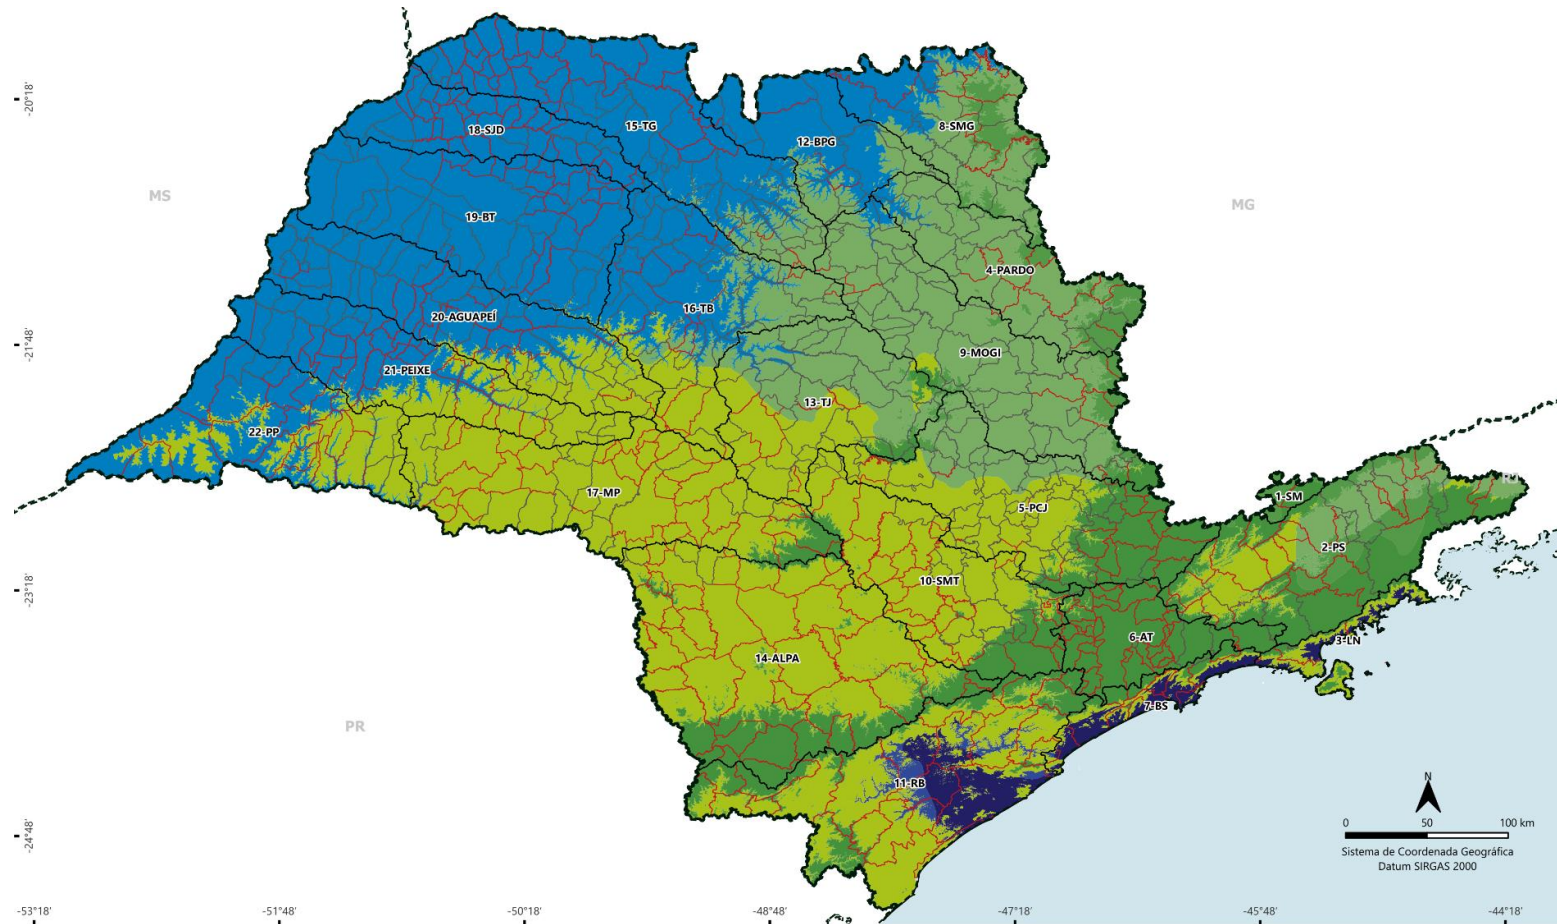 -20°18'
-21°48'
-23°18'
-24°48'
MS
MG
PR
RJ
18-SJD
15-TG
12-BPG
8-SMG
19-BT
4-PARDO
16-TB
20-AGUAPEÍ
9-MOGI
21-PEIXE
13-TJ
22-PP
17-MP
5-PCJ
1-SM
2-PS
10-SMT
6-AT
3-LN
14-ALPA
7-BS
11-RB
N
0 50 100 km
Sistema de Coordenada Geográfica
Datum SIRGAS 2000
-53°18' -51°48' -50°18' -48°48' -47°18' -45°48' -44°18'